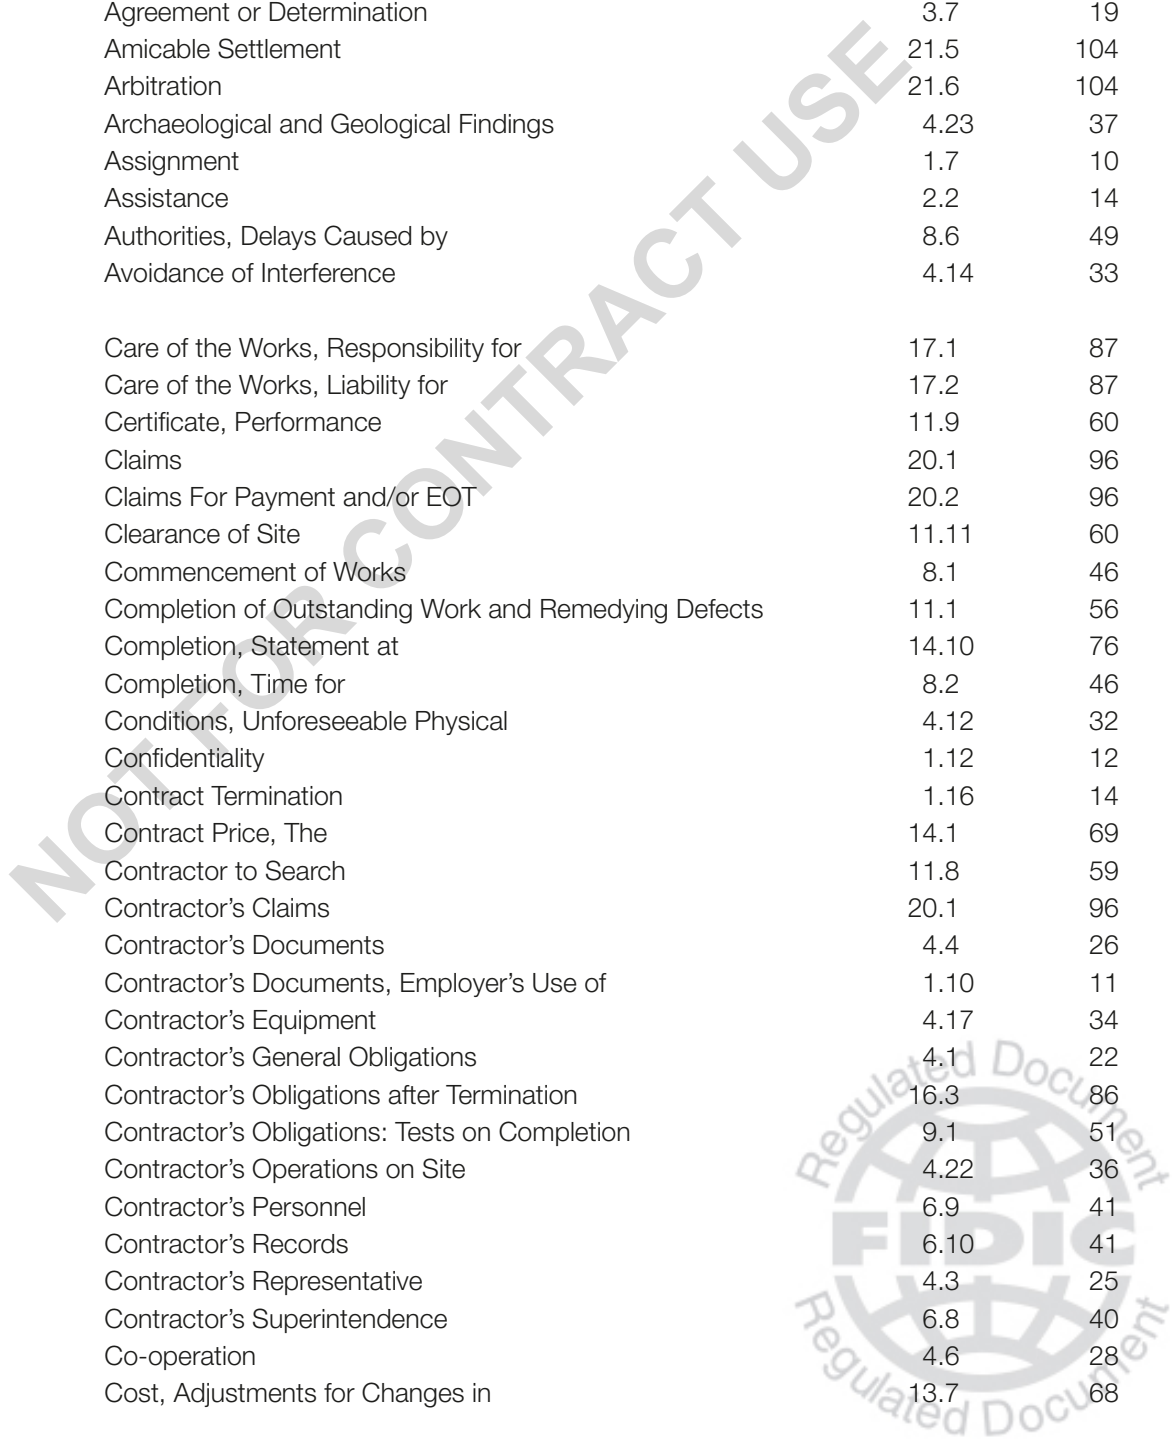 Agreement or Determination 3.7 19
Amicable Settlement 21.5 104
Arbitration 21.6 104
Archaeological and Geological Findings 4.23 37
Assignment 1.7 10
Assistance 2.2 14
Authorities, Delays Caused by 8.6 49
Avoidance of Interference 4.14 33
Care of the Works, Responsibility for 17.1 87
Care of the Works, Liability for 17.2 87
Certificate, Performance 11.9 60
Claims 20.1 96
Claims For Payment and/or EOT 20.2 96
Clearance of Site 11.11 60
Commencement of Works 8.1 46
Completion of Outstanding Work and Remedying Defects 11.1 56
Completion, Statement at 14.10 76
Completion, Time for 8.2 46
Conditions, Unforeseeable Physical 4.12 32
Confidentiality 1.12 12
Contract Termination 1.16 14
Contract Price, The 14.1 69
Contractor to Search 11.8 59
Contractor's Claims 20.1 96
Contractor's Documents 4.4 26
Contractor's Documents, Employer's Use of 1.10 11
Contractor's Equipment 4.17 34
Contractor's General Obligations 4.1 22
Contractor's Obligations after Termination 16.3 86
Contractor's Obligations: Tests on Completion 9.1 51
Contractor's Operations on Site 4.22 36
Contractor's Personnel 6.9 41
Contractor's Records 6.10 41
Contractor's Representative 4.3 25
Contractor's Superintendence 6.8 40
Co-operation 4.6 28
Cost, Adjustments for Changes in 13.7 68
NOT FOR CONTRACT USE
Regulated Document
FIDIC
Regulated Document